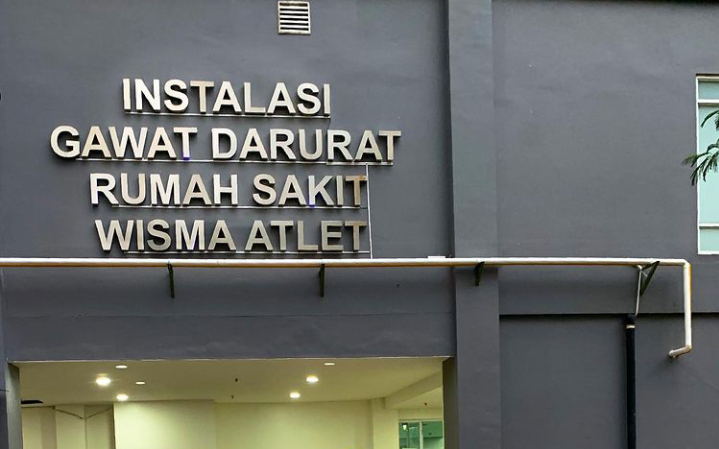 INSTALASI
GAWAT DARURAT
RUMAH SAKIT
WISMA ATLET